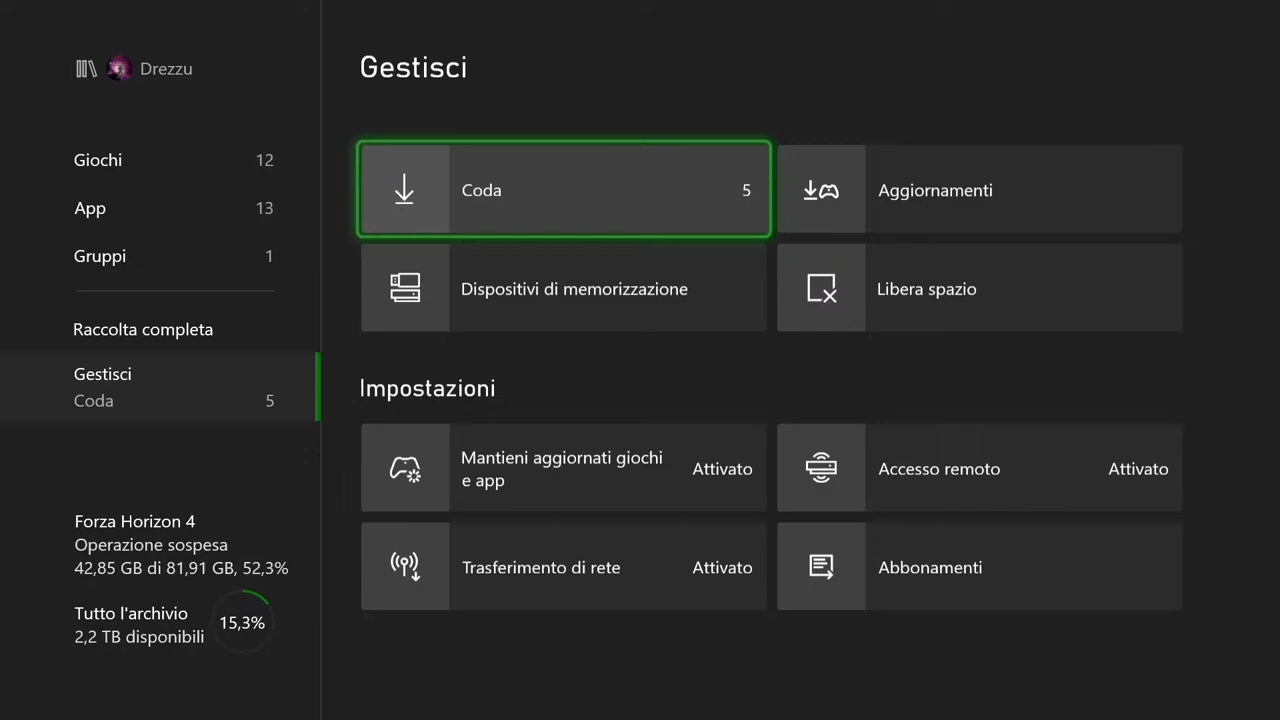 Drezzu
Giochi 12
App 13
Gruppi 1
Raccolta completa
Gestisci
Coda 5
Forza Horizon 4
Operazione sospesa
42,85 GB di 81,91 GB, 52,3%
Tutto l'archivio
2,2 TB disponibili
15,3%
Gestisci
Coda 5
Aggiornamenti
Dispositivi di memorizzazione
Libera spazio
Impostazioni
Mantieni aggiornati giochi
e app
Attivato
Accesso remoto Attivato
Trasferimento di rete Attivato
Abbonamenti